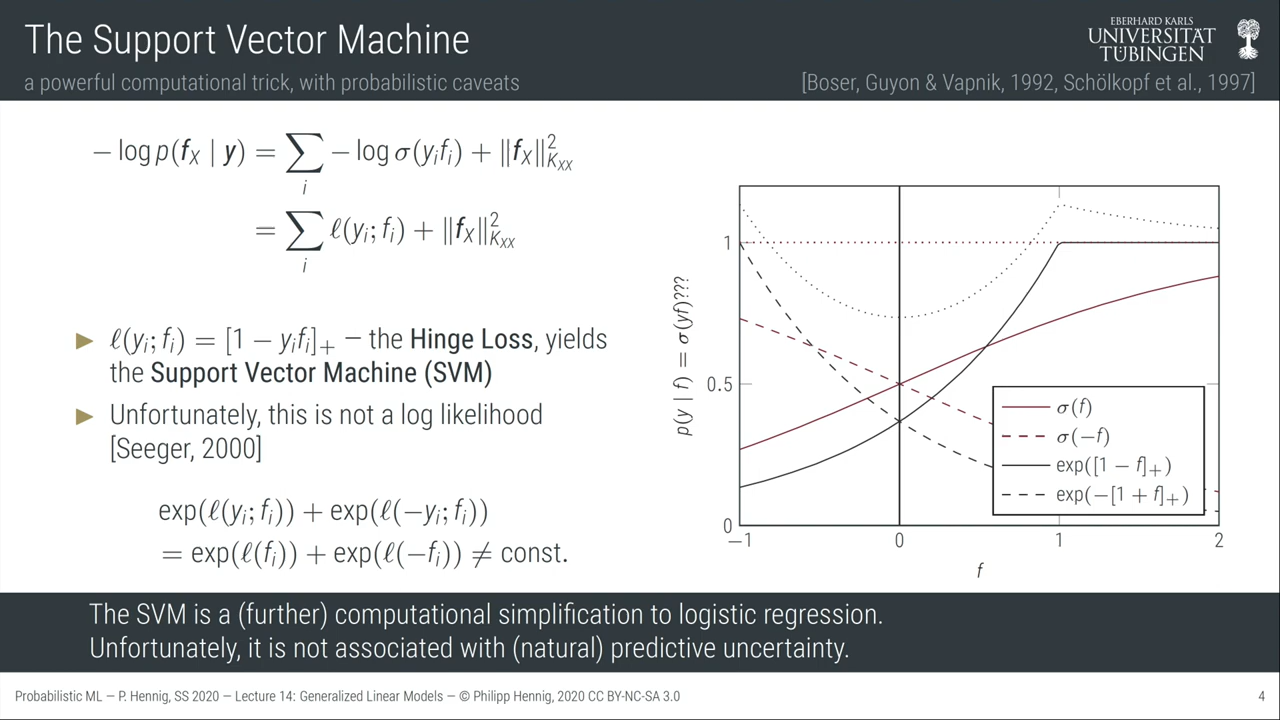 The Support Vector Machine
a powerful computational trick, with probabilistic caveats
EBERHARD KARLS
UNIVERSITÄT
TÜBINGEN
[Boser, Guyon & Vapnik, 1992, Schölkopf et al., 1997]
− log p(f_X | y) = ∑_i − log σ(y_i f_i) + ‖f_X‖²_{K_XX}
= ∑_i ℓ(y_i; f_i) + ‖f_X‖²_{K_XX}
▶ ℓ(y_i; f_i) = [1 − y_i f_i]_+ — the Hinge Loss, yields
the Support Vector Machine (SVM)
▶ Unfortunately, this is not a log likelihood
[Seeger, 2000]
exp(ℓ(y_i; f_i)) + exp(ℓ(−y_i; f_i))
= exp(ℓ(f_i)) + exp(ℓ(−f_i)) ≠ const.
p(y | f) = σ(yf)???
1
0.5
0
−1
0
1
2
f
σ(f)
σ(−f)
exp([1 − f]_+)
exp(−[1 + f]_+)
The SVM is a (further) computational simplification to logistic regression.
Unfortunately, it is not associated with (natural) predictive uncertainty.
Probabilistic ML — P. Hennig, SS 2020 — Lecture 14: Generalized Linear Models — © Philipp Hennig, 2020 CC BY-NC-SA 3.0
4